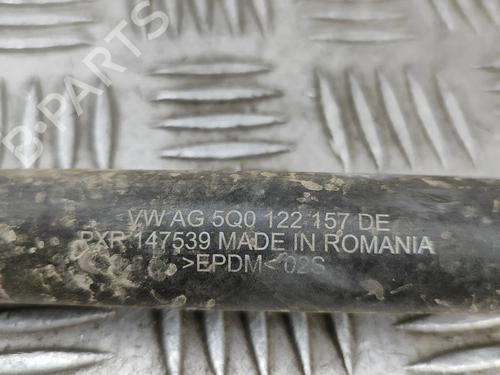 B-PARTS
VW AG 5Q0 122 157 DE
PXR 147539 MADE IN ROMANIA
>EPDM< 02S